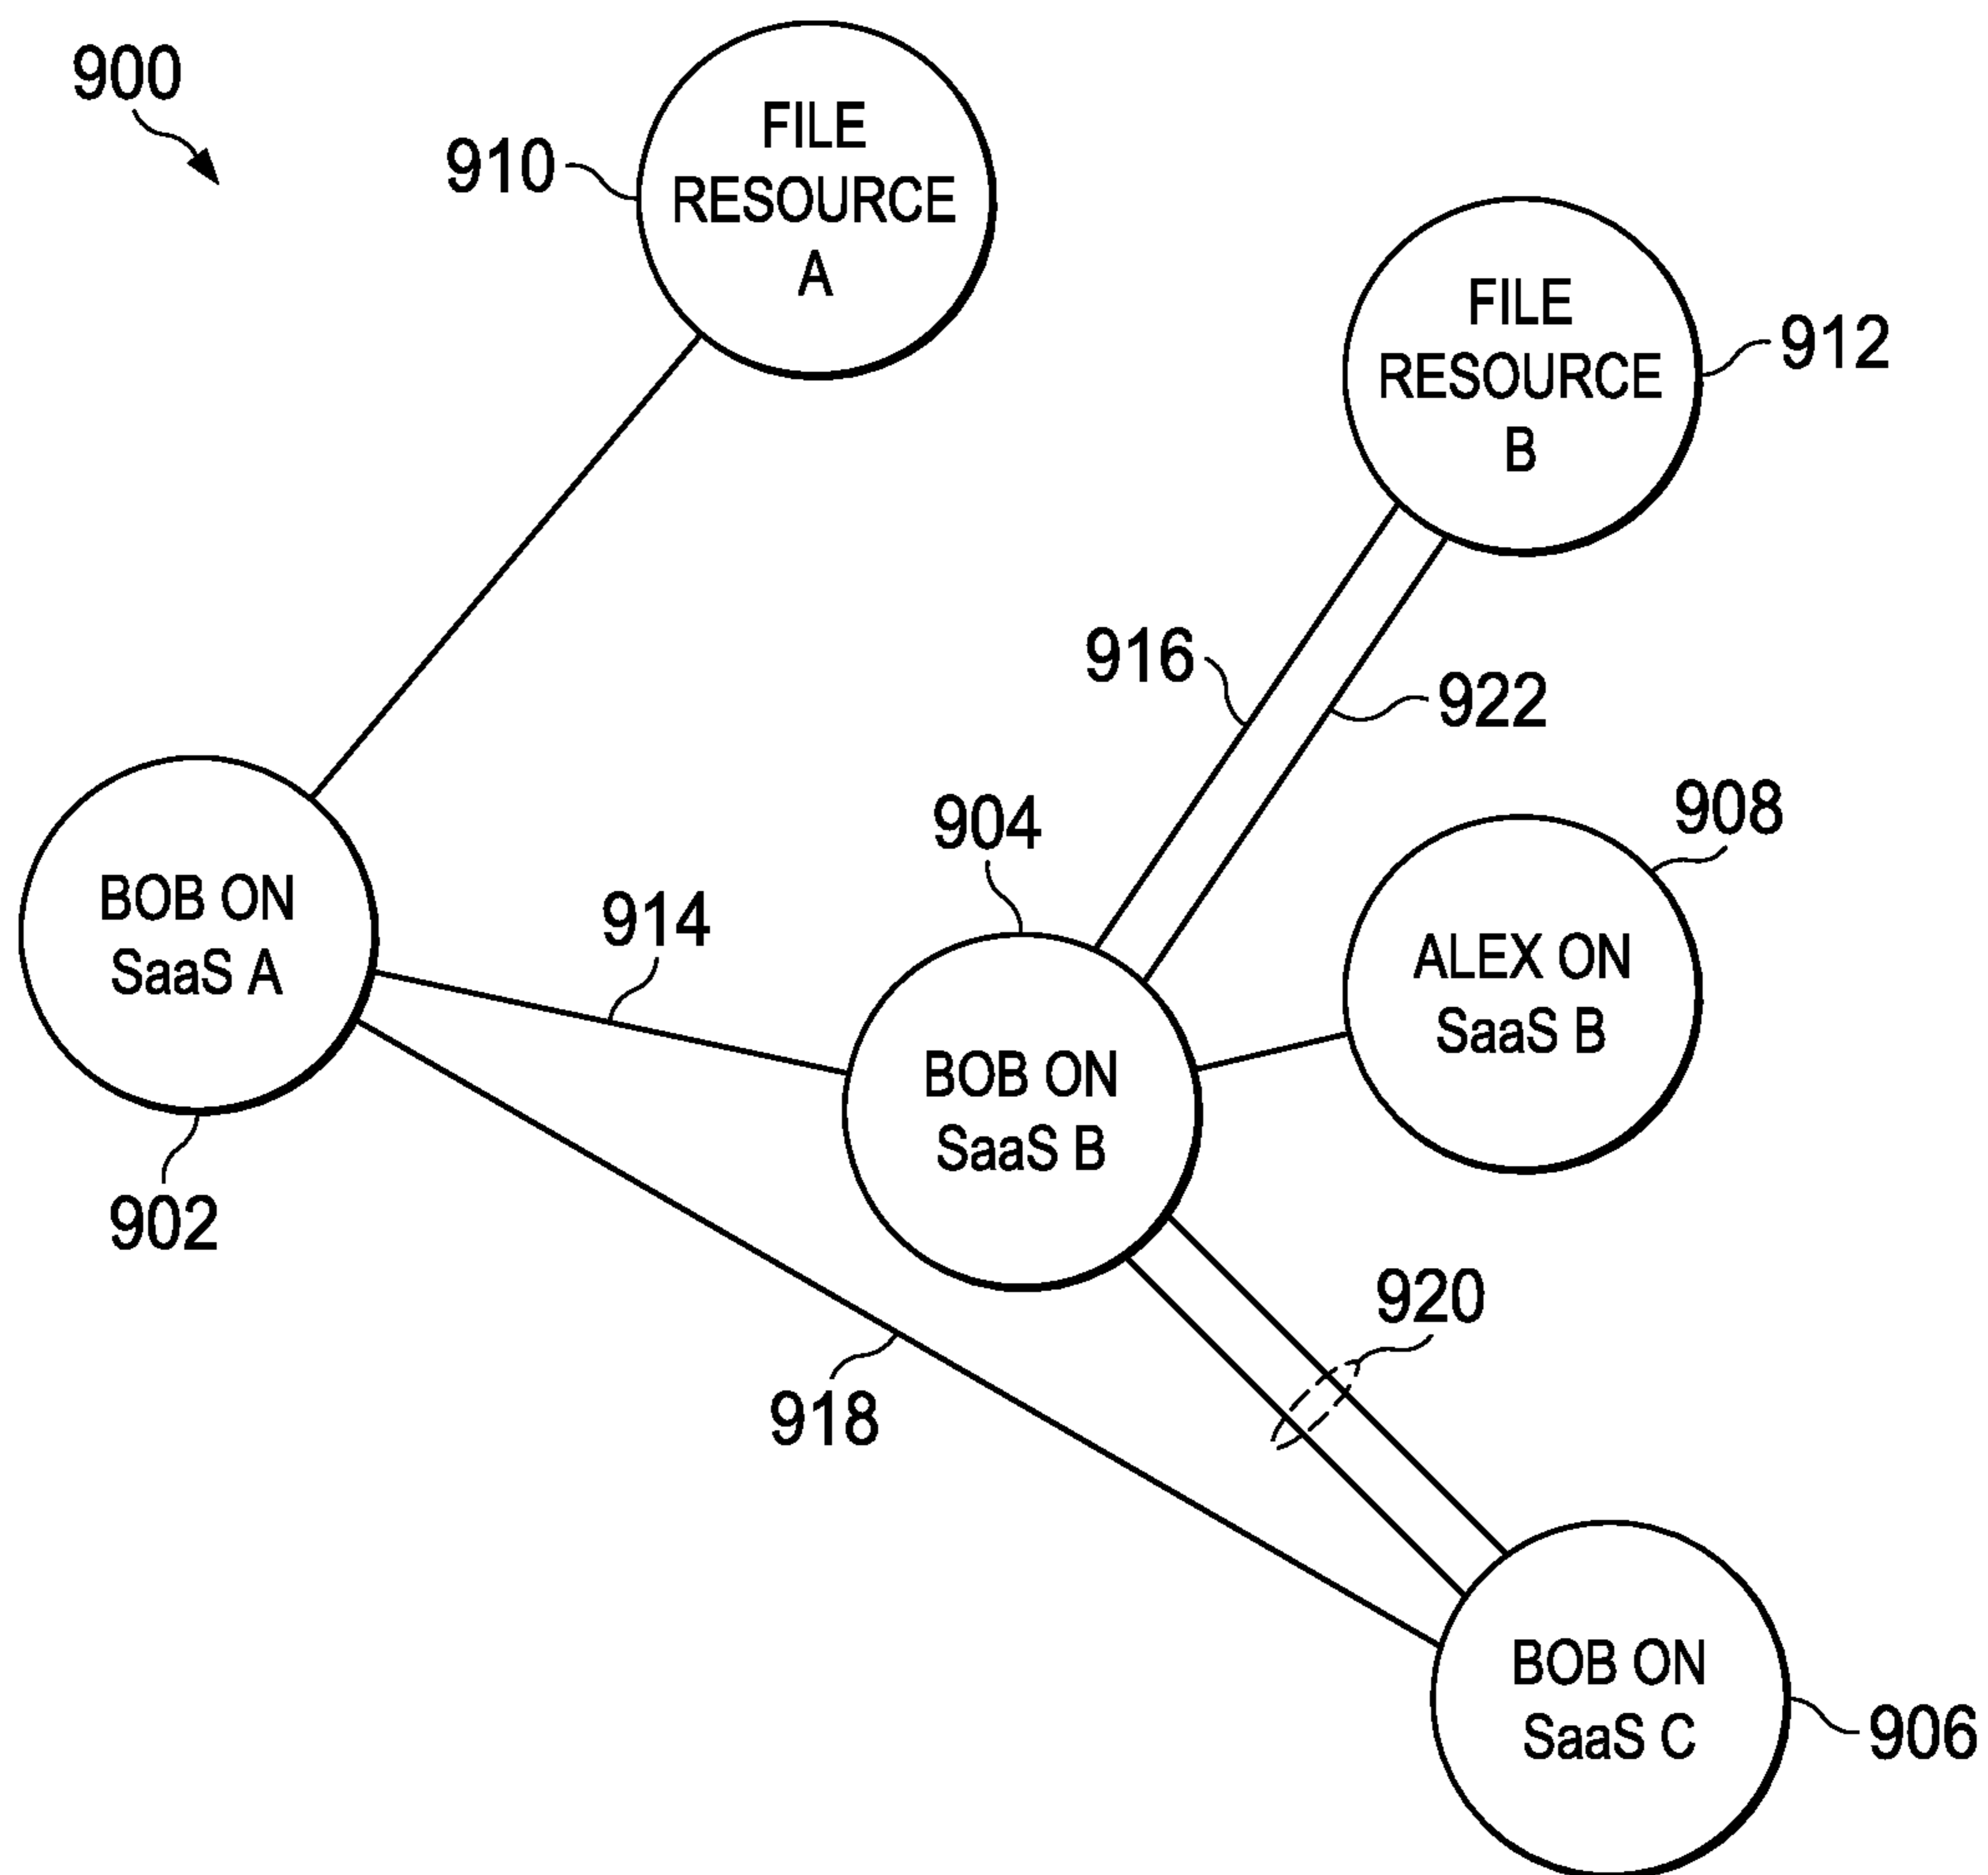 900
910
FILE
RESOURCE
A
FILE
RESOURCE
B
912
916
922
908
904
914
BOB ON
SaaS A
ALEX ON
SaaS B
BOB ON
SaaS B
902
920
918
BOB ON
SaaS C
906